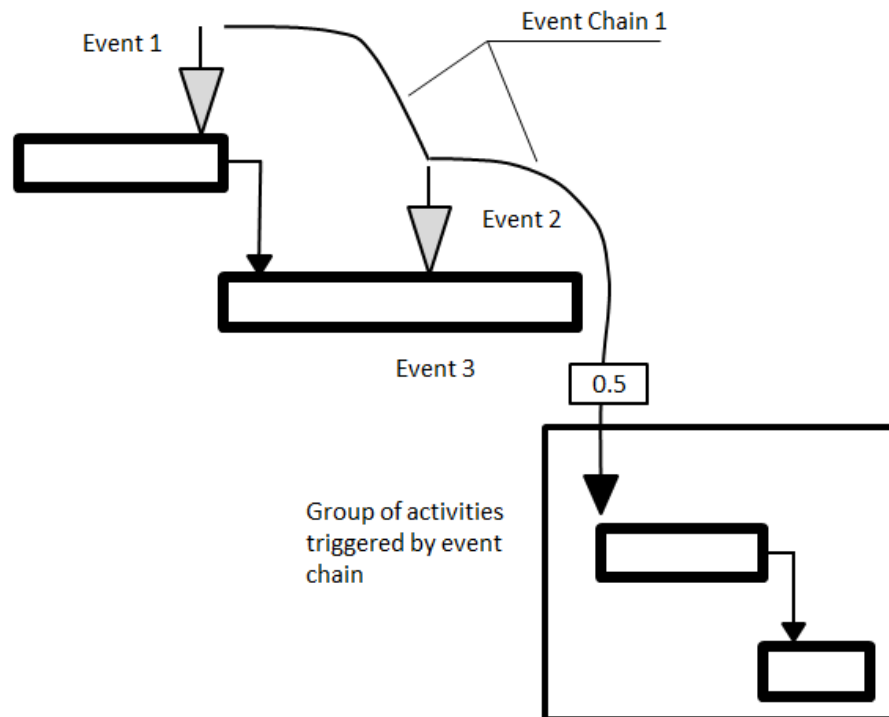 Event Chain 1
Event 1
Event 2
Event 3
0.5
Group of activities
triggered by event
chain